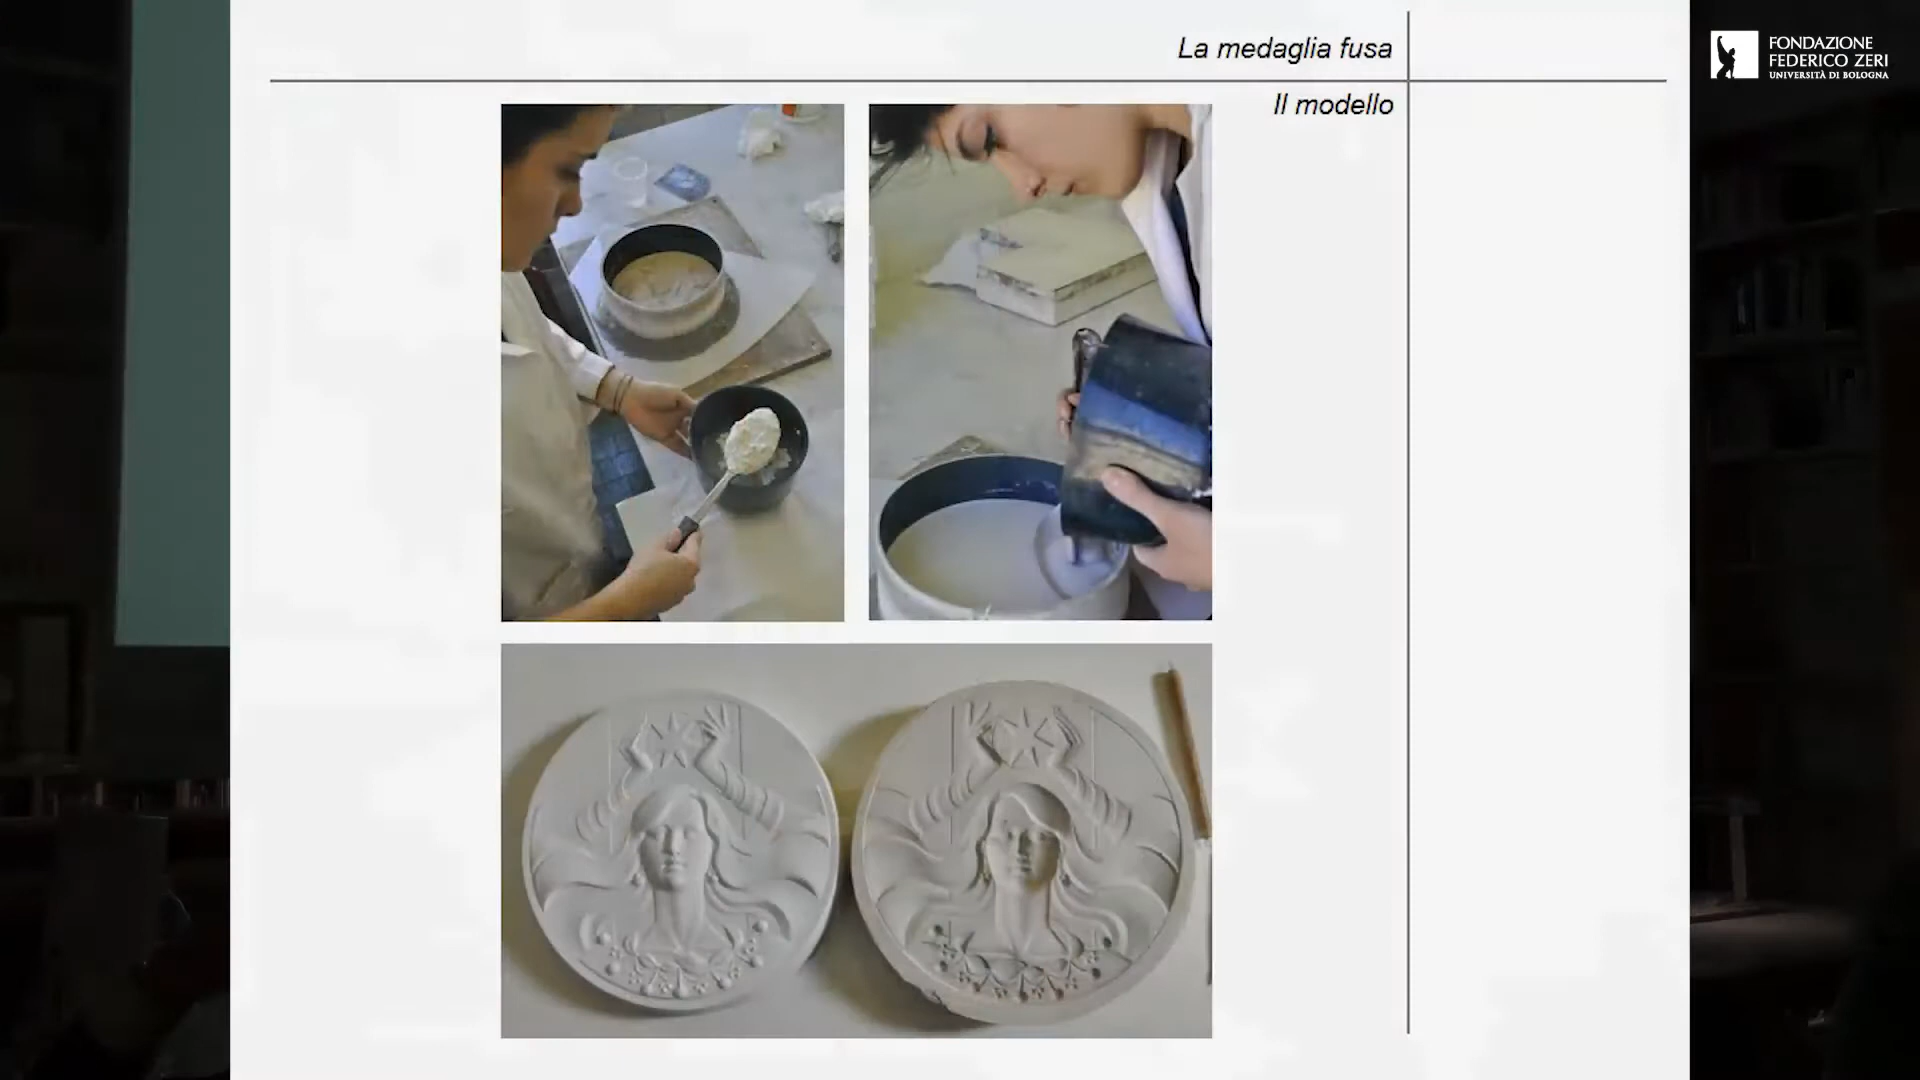 La medaglia fusa
Il modello
FONDAZIONE
FEDERICO ZERI
UNIVERSITÀ DI BOLOGNA